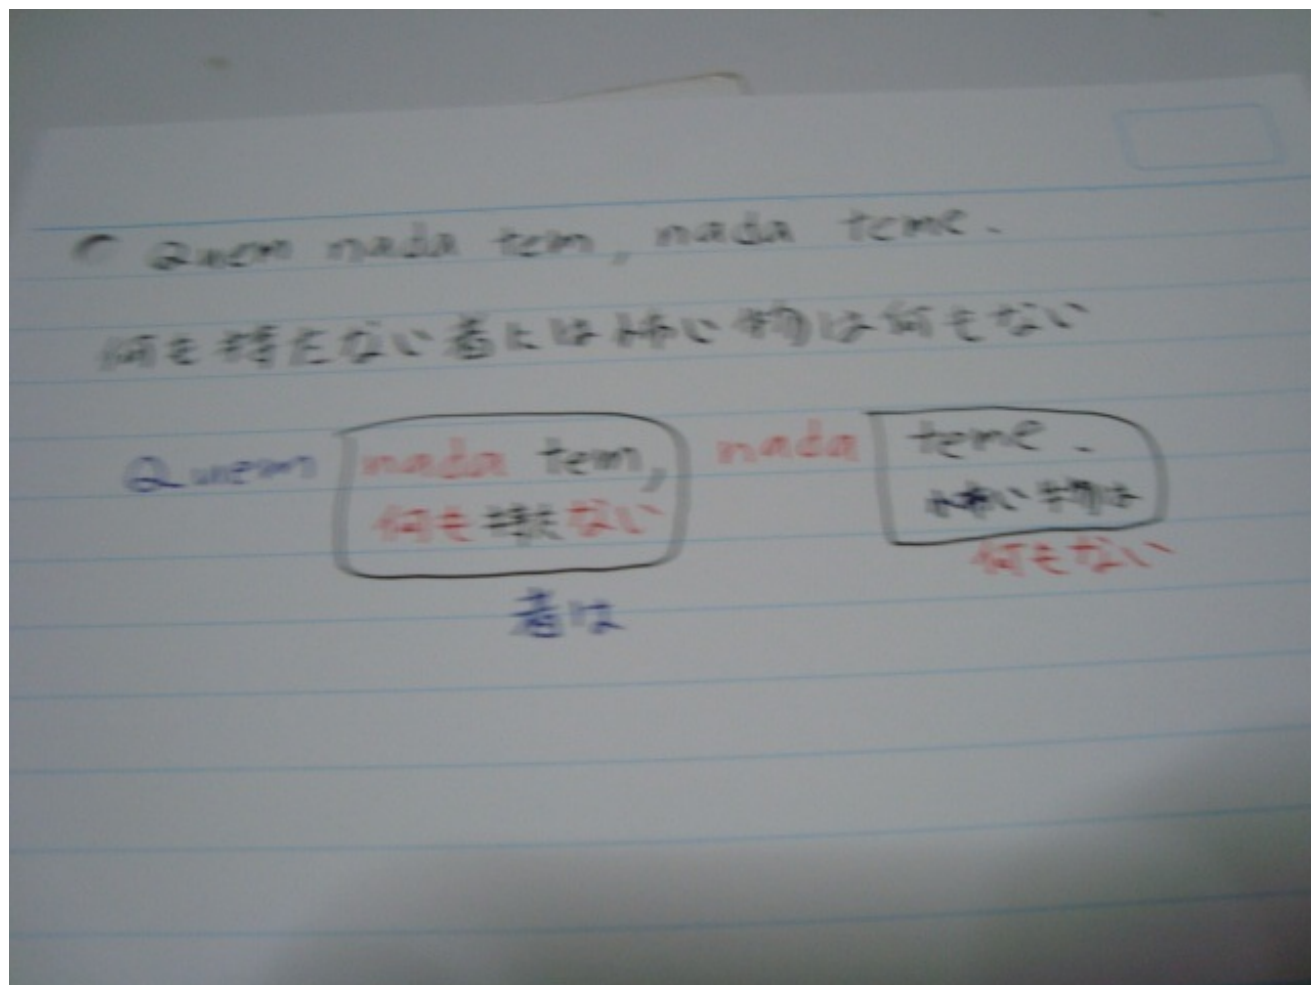 Quem nada tem, nada teme.
何も持たない者には怖い物は何もない
Quem nada tem, nada teme.
何も持たない 怖い物は
何もない
者は